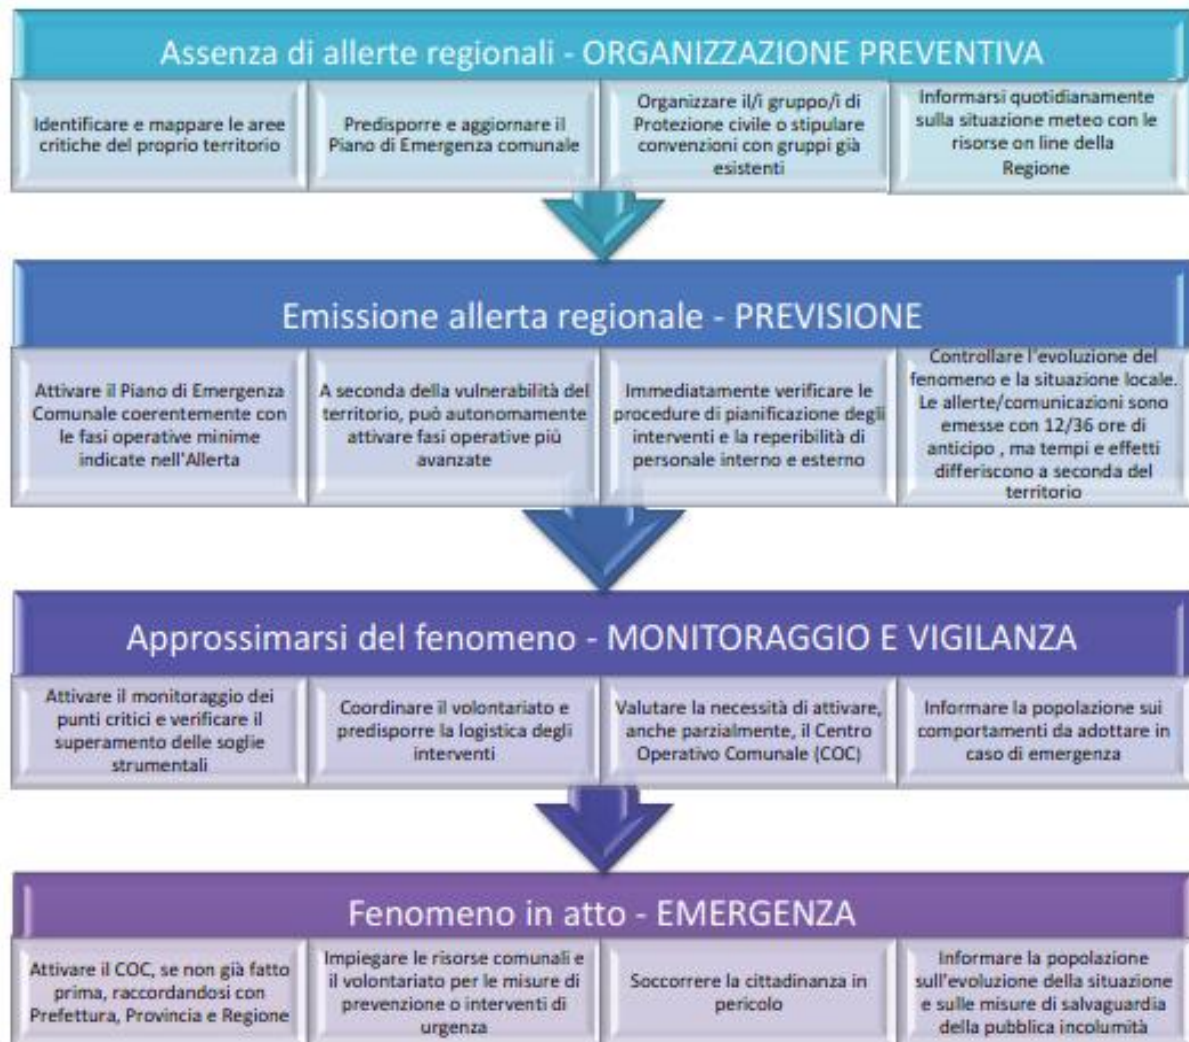 Assenza di allerte regionali - ORGANIZZAZIONE PREVENTIVA
Identificare e mappare le aree
critiche del proprio territorio
Predisporre e aggiornare il
Piano di Emergenza comunale
Organizzare il/i gruppo/i di
Protezione civile o stipulare
convenzioni con gruppi già
esistenti
Informarsi quotidianamente
sulla situazione meteo con le
risorse on line della
Regione
Emissione allerta regionale - PREVISIONE
Attivare il Piano di Emergenza
Comunale coerentemente con
le fasi operative minime
indicate nell'Allerta
A seconda della vulnerabilità del
territorio, può autonomamente
attivare fasi operative più
avanzate
Immediatamente verificare le
procedure di pianificazione degli
interventi e la reperibilità di
personale interno e esterno
Controllare l'evoluzione del
fenomeno e la situazione locale.
Le allerte/comunicazioni sono
emesse con 12/36 ore di
anticipo , ma tempi e effetti
differiscono a seconda del
territorio
Approssimarsi del fenomeno - MONITORAGGIO E VIGILANZA
Attivare il monitoraggio dei
punti critici e verificare il
superamento delle soglie
strumentali
Coordinare il volontariato e
predisporre la logistica degli
interventi
Valutare la necessità di attivare,
anche parzialmente, il Centro
Operativo Comunale (COC)
Informare la popolazione sui
comportamenti da adottare in
caso di emergenza
Fenomeno in atto - EMERGENZA
Attivare il COC, se non già fatto
prima, raccordandosi con
Prefettura, Provincia e Regione
Impiegare le risorse comunali e
il volontariato per le misure di
prevenzione o interventi di
urgenza
Soccorrere la cittadinanza in
pericolo
Informare la popolazione
sull'evoluzione della situazione
e sulle misure di salvaguardia
della pubblica incolumità